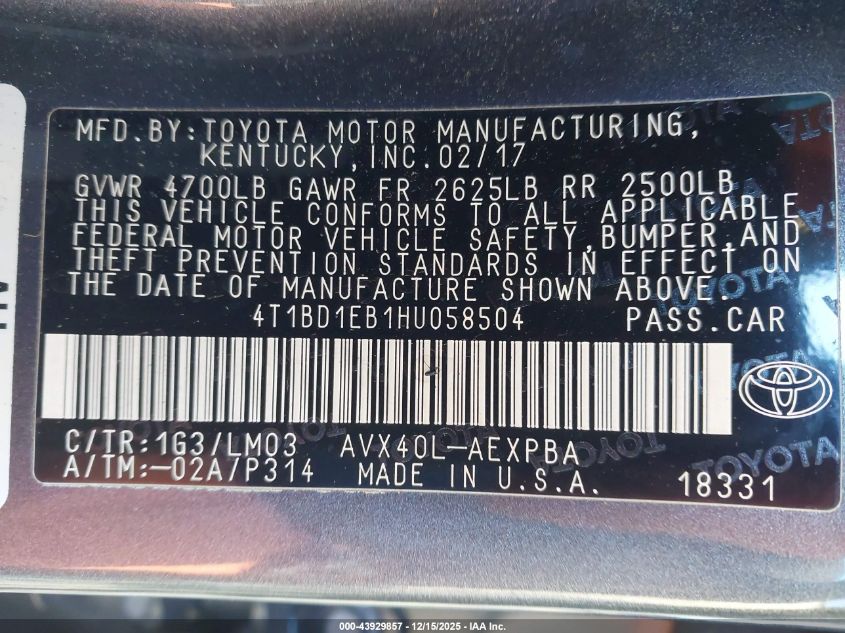 MFD.BY:TOYOTA MOTOR MANUFACTURING,
KENTUCKY,INC.02/17
GVWR 4700LB GAWR FR 2625LB RR 2500LB
THIS VEHICLE CONFORMS TO ALL APPLICABLE
FEDERAL MOTOR VEHICLE SAFETY,BUMPER,AND
THEFT PREVENTION STANDARDS IN EFFECT ON
THE DATE OF MANUFACTURE SHOWN ABOVE.
4T1BD1EB1HU058504 PASS.CAR
C/TR:1G3/LM03 AVX40L-AEXPBA
A/TM:-02A7P314 MADE IN U.S.A. 18331
TOYOTA
000-43929857 - 12/15/2025 - IAA Inc.